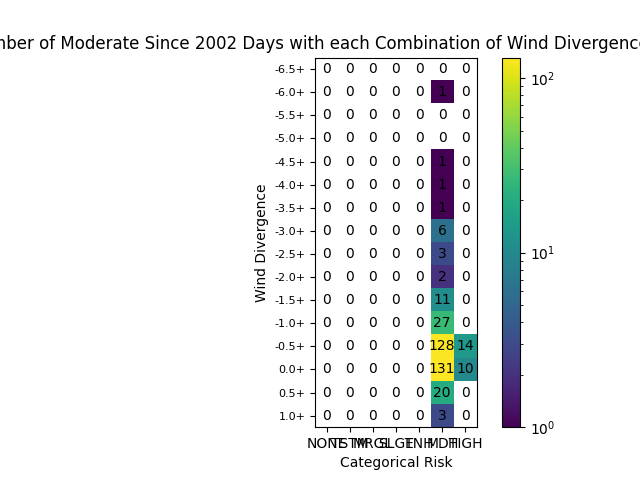 mber of Moderate Since 2002 Days with each Combination of Wind Divergence
-6.5+ 0 0 0 0 0 0 0
-6.0+ 0 0 0 0 0 1 0
-5.5+ 0 0 0 0 0 0 0
-5.0+ 0 0 0 0 0 0 0
-4.5+ 0 0 0 0 0 1 0
-4.0+ 0 0 0 0 0 1 0
-3.5+ 0 0 0 0 0 1 0
-3.0+ 0 0 0 0 0 6 0
-2.5+ 0 0 0 0 0 3 0
-2.0+ 0 0 0 0 0 2 0
-1.5+ 0 0 0 0 0 11 0
-1.0+ 0 0 0 0 0 27 0
-0.5+ 0 0 0 0 0 128 14
0.0+ 0 0 0 0 0 131 10
0.5+ 0 0 0 0 0 20 0
1.0+ 0 0 0 0 0 3 0
NONE TSTM MRGL SLGT ENH MDT HIGH
Categorical Risk
Wind Divergence
10²
10¹
10⁰